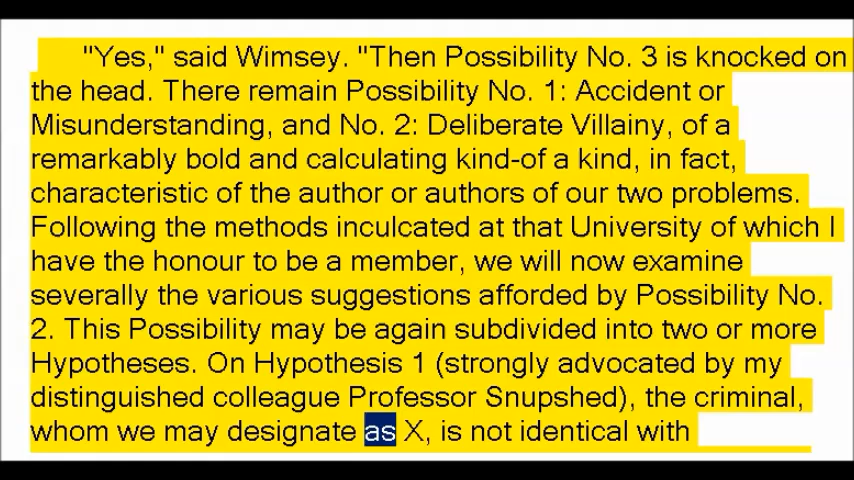 "Yes," said Wimsey. "Then Possibility No. 3 is knocked on
the head. There remain Possibility No. 1: Accident or
Misunderstanding, and No. 2: Deliberate Villainy, of a
remarkably bold and calculating kind-of a kind, in fact,
characteristic of the author or authors of our two problems.
Following the methods inculcated at that University of which I
have the honour to be a member, we will now examine
severally the various suggestions afforded by Possibility No.
2. This Possibility may be again subdivided into two or more
Hypotheses. On Hypothesis 1 (strongly advocated by my
distinguished colleague Professor Snupshed), the criminal,
whom we may designate as X, is not identical with